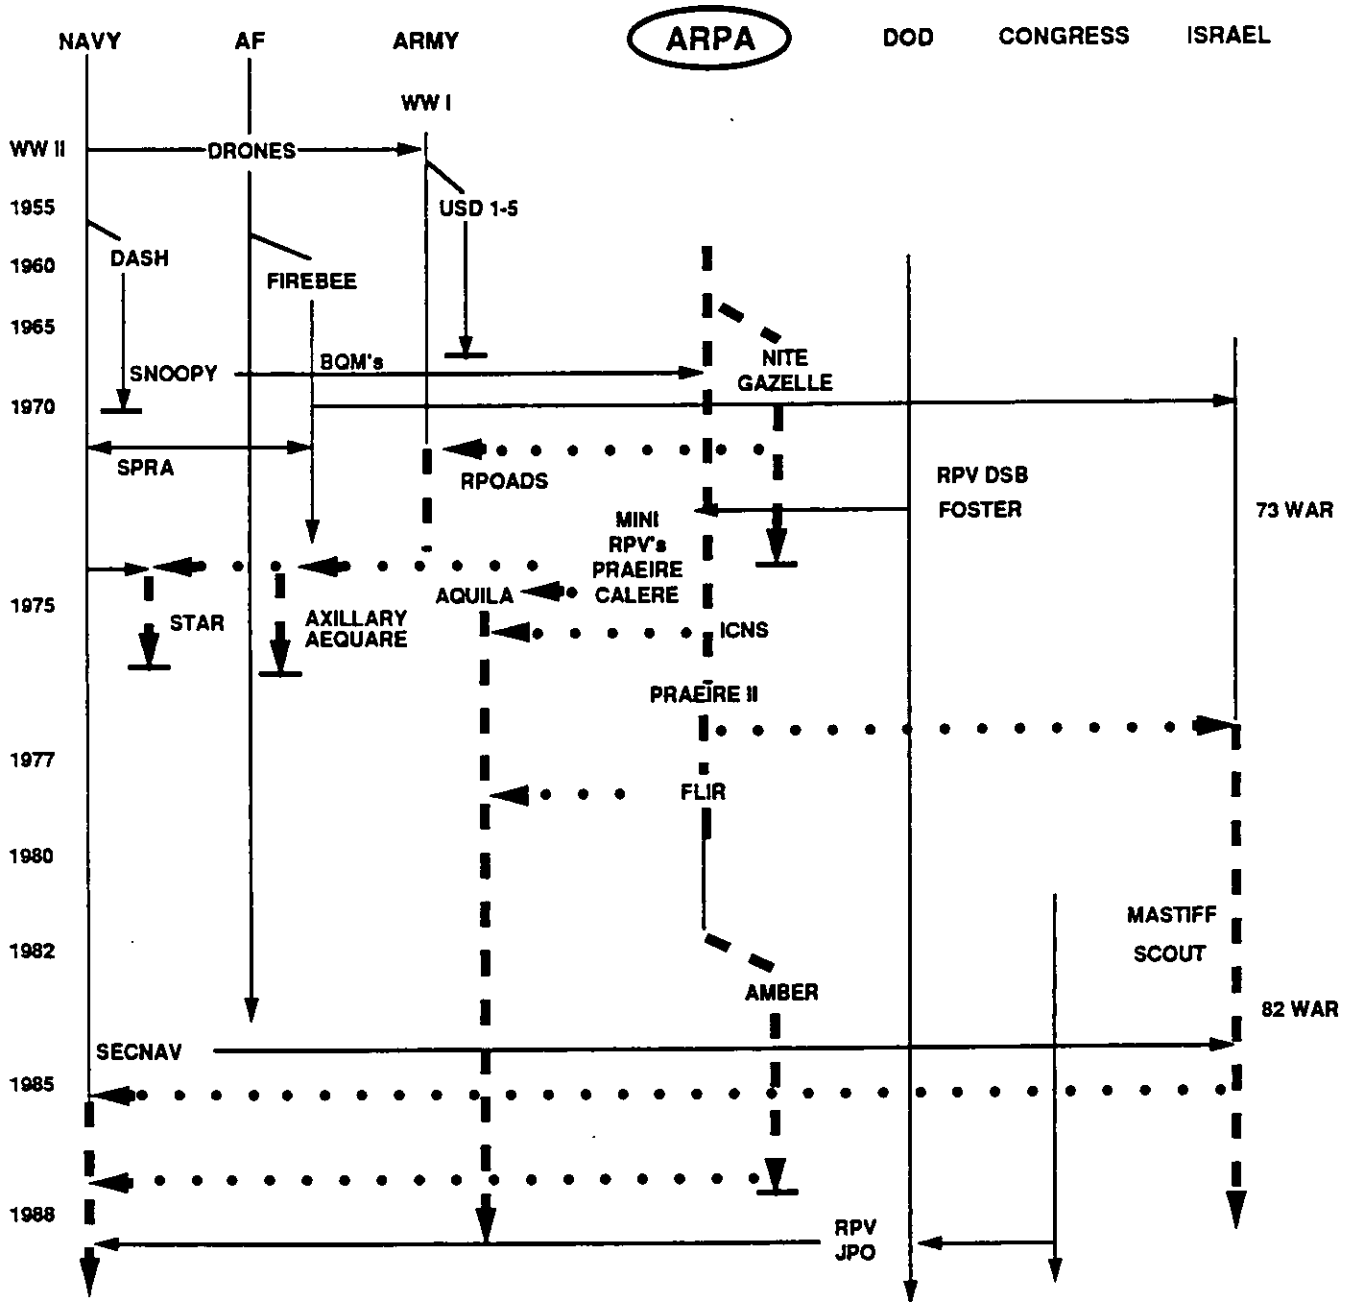 NAVY AF ARMY ARPA DOD CONGRESS ISRAEL
WW I
WW II DRONES
1955 USD 1-5
DASH
1960 FIREBEE
1965
NITE
GAZELLE
SNOOPY BQM's
1970
SPRA
RPOADS
RPV DSB
FOSTER
73 WAR
MINI
RPV's
PRAEIRE
CALERE
AQUILA
1975
STAR
AXILLARY
AEQUARE
ICNS
PRAEIRE II
1977
FLIR
1980
MASTIFF
SCOUT
1982
AMBER
82 WAR
SECNAV
1985
1988
RPV
JPO